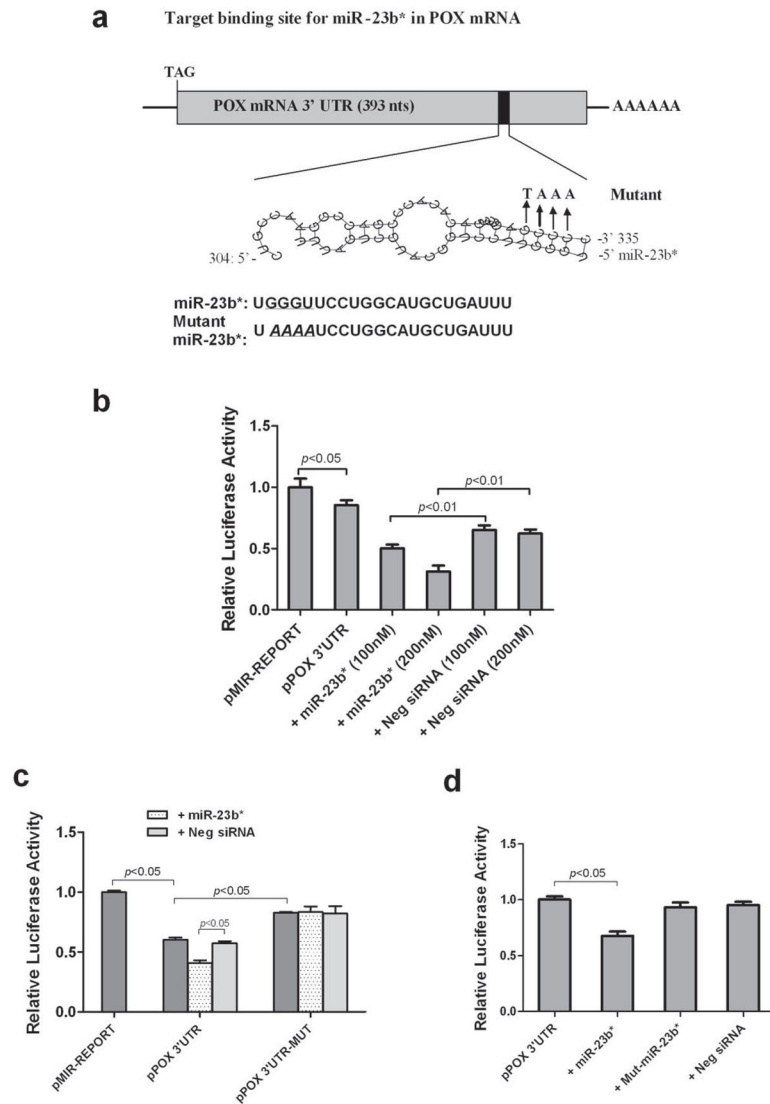 a
Target binding site for miR-23b* in POX mRNA
TAG
POX mRNA 3' UTR (393 nts)
AAAAAA
T A A A
Mutant
304: 5'-
-3' 335
-5' miR-23b*
miR-23b*: UGGGUUCCUGGCAUGCUGAUUU
Mutant
miR-23b*: U AAAAUCCUGGCAUGCUGAUUU
b
Relative Luciferase Activity
1.5
1.0
0.5
0.0
p<0.05
p<0.01
p<0.01
pMIR-REPORT
pPOX 3'UTR
+ miR-23b* (100nM)
+ miR-23b* (200nM)
+ Neg siRNA (100nM)
+ Neg siRNA (200nM)
c
+ miR-23b*
+ Neg siRNA
Relative Luciferase Activity
1.5
1.0
0.5
0.0
p<0.05
p<0.05
p<0.05
pMIR-REPORT
pPOX 3'UTR
pPOX 3'UTR-MUT
d
Relative Luciferase Activity
1.5
1.0
0.5
0.0
p<0.05
pPOX 3'UTR
+ miR-23b*
+ Mut-miR-23b*
+ Neg siRNA